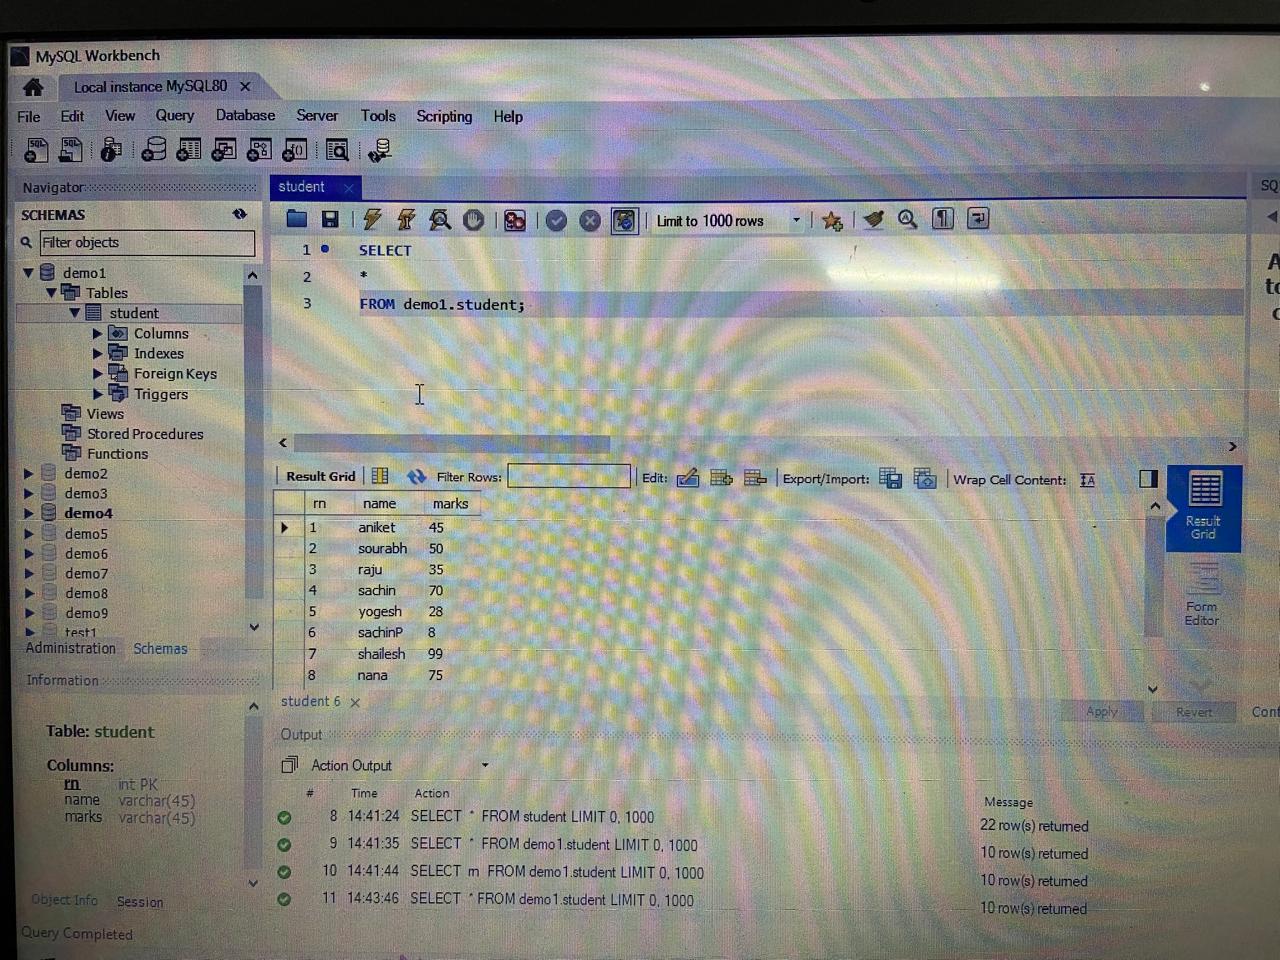 MySQL Workbench
Local instance MySQL80
File Edit View Query Database Server Tools Scripting Help
Navigator
SCHEMAS
Filter objects
demo1
Tables
student
Columns
Indexes
Foreign Keys
Triggers
Views
Stored Procedures
Functions
demo2
demo3
demo4
demo5
demo6
demo7
demo8
demo9
test1
Administration Schemas
Information
Table: student
Columns:
rn int PK
name varchar(45)
marks varchar(45)
Object Info Session
Query Completed
student
Limit to 1000 rows
1 SELECT
2 *
3 FROM demo1.student;
Result Grid Filter Rows: Edit: Export/Import: Wrap Cell Content:
rn name marks
1 aniket 45
2 sourabh 50
3 raju 35
4 sachin 70
5 yogesh 28
6 sachinP 8
7 shailesh 99
8 nana 75
Result
Grid
Form
Editor
student 6
Apply Revert
Output
Action Output
# Time Action Message
8 14:41:24 SELECT * FROM student LIMIT 0, 1000 22 row(s) returned
9 14:41:35 SELECT * FROM demo1.student LIMIT 0, 1000 10 row(s) returned
10 14:41:44 SELECT rn FROM demo1.student LIMIT 0, 1000 10 row(s) returned
11 14:43:46 SELECT * FROM demo1.student LIMIT 0, 1000 10 row(s) returned